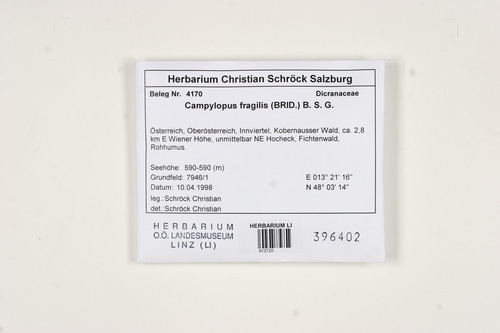 Herbarium Christian Schröck Salzburg
Beleg Nr. 4170 Dicranaceae
Campylopus fragilis (BRID.) B. S. G.
Österreich, Oberösterreich, Innviertel, Kobernausser Wald, ca. 2,8
km E Wiener Höhe, unmittelbar NE Hocheck, Fichtenwald,
Rohhumus.
Seehöhe: 590-590 (m)
Grundfeld: 7946/1 E 013° 21' 16"
Datum: 10.04.1998 N 48° 03' 14"
leg.:Schröck Christian
det.:Schröck Christian
HERBARIUM
O.Ö. LANDESMUSEUM
LINZ (LI)
HERBARIUM LI
913725
396402